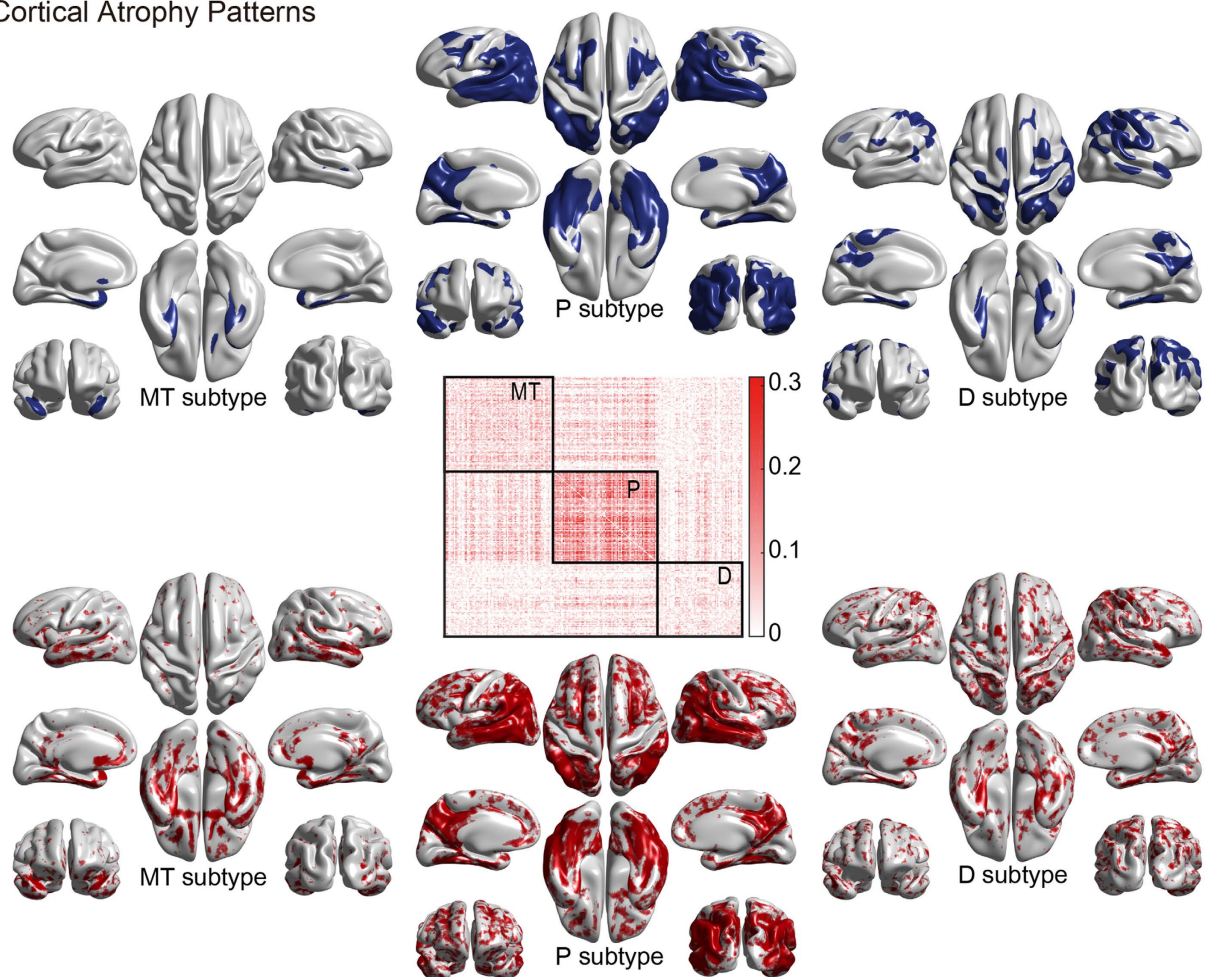 Cortical Atrophy Patterns
P subtype
MT subtype
D subtype
MT
P
D
0.3
0.2
0.1
0
MT subtype
D subtype
P subtype